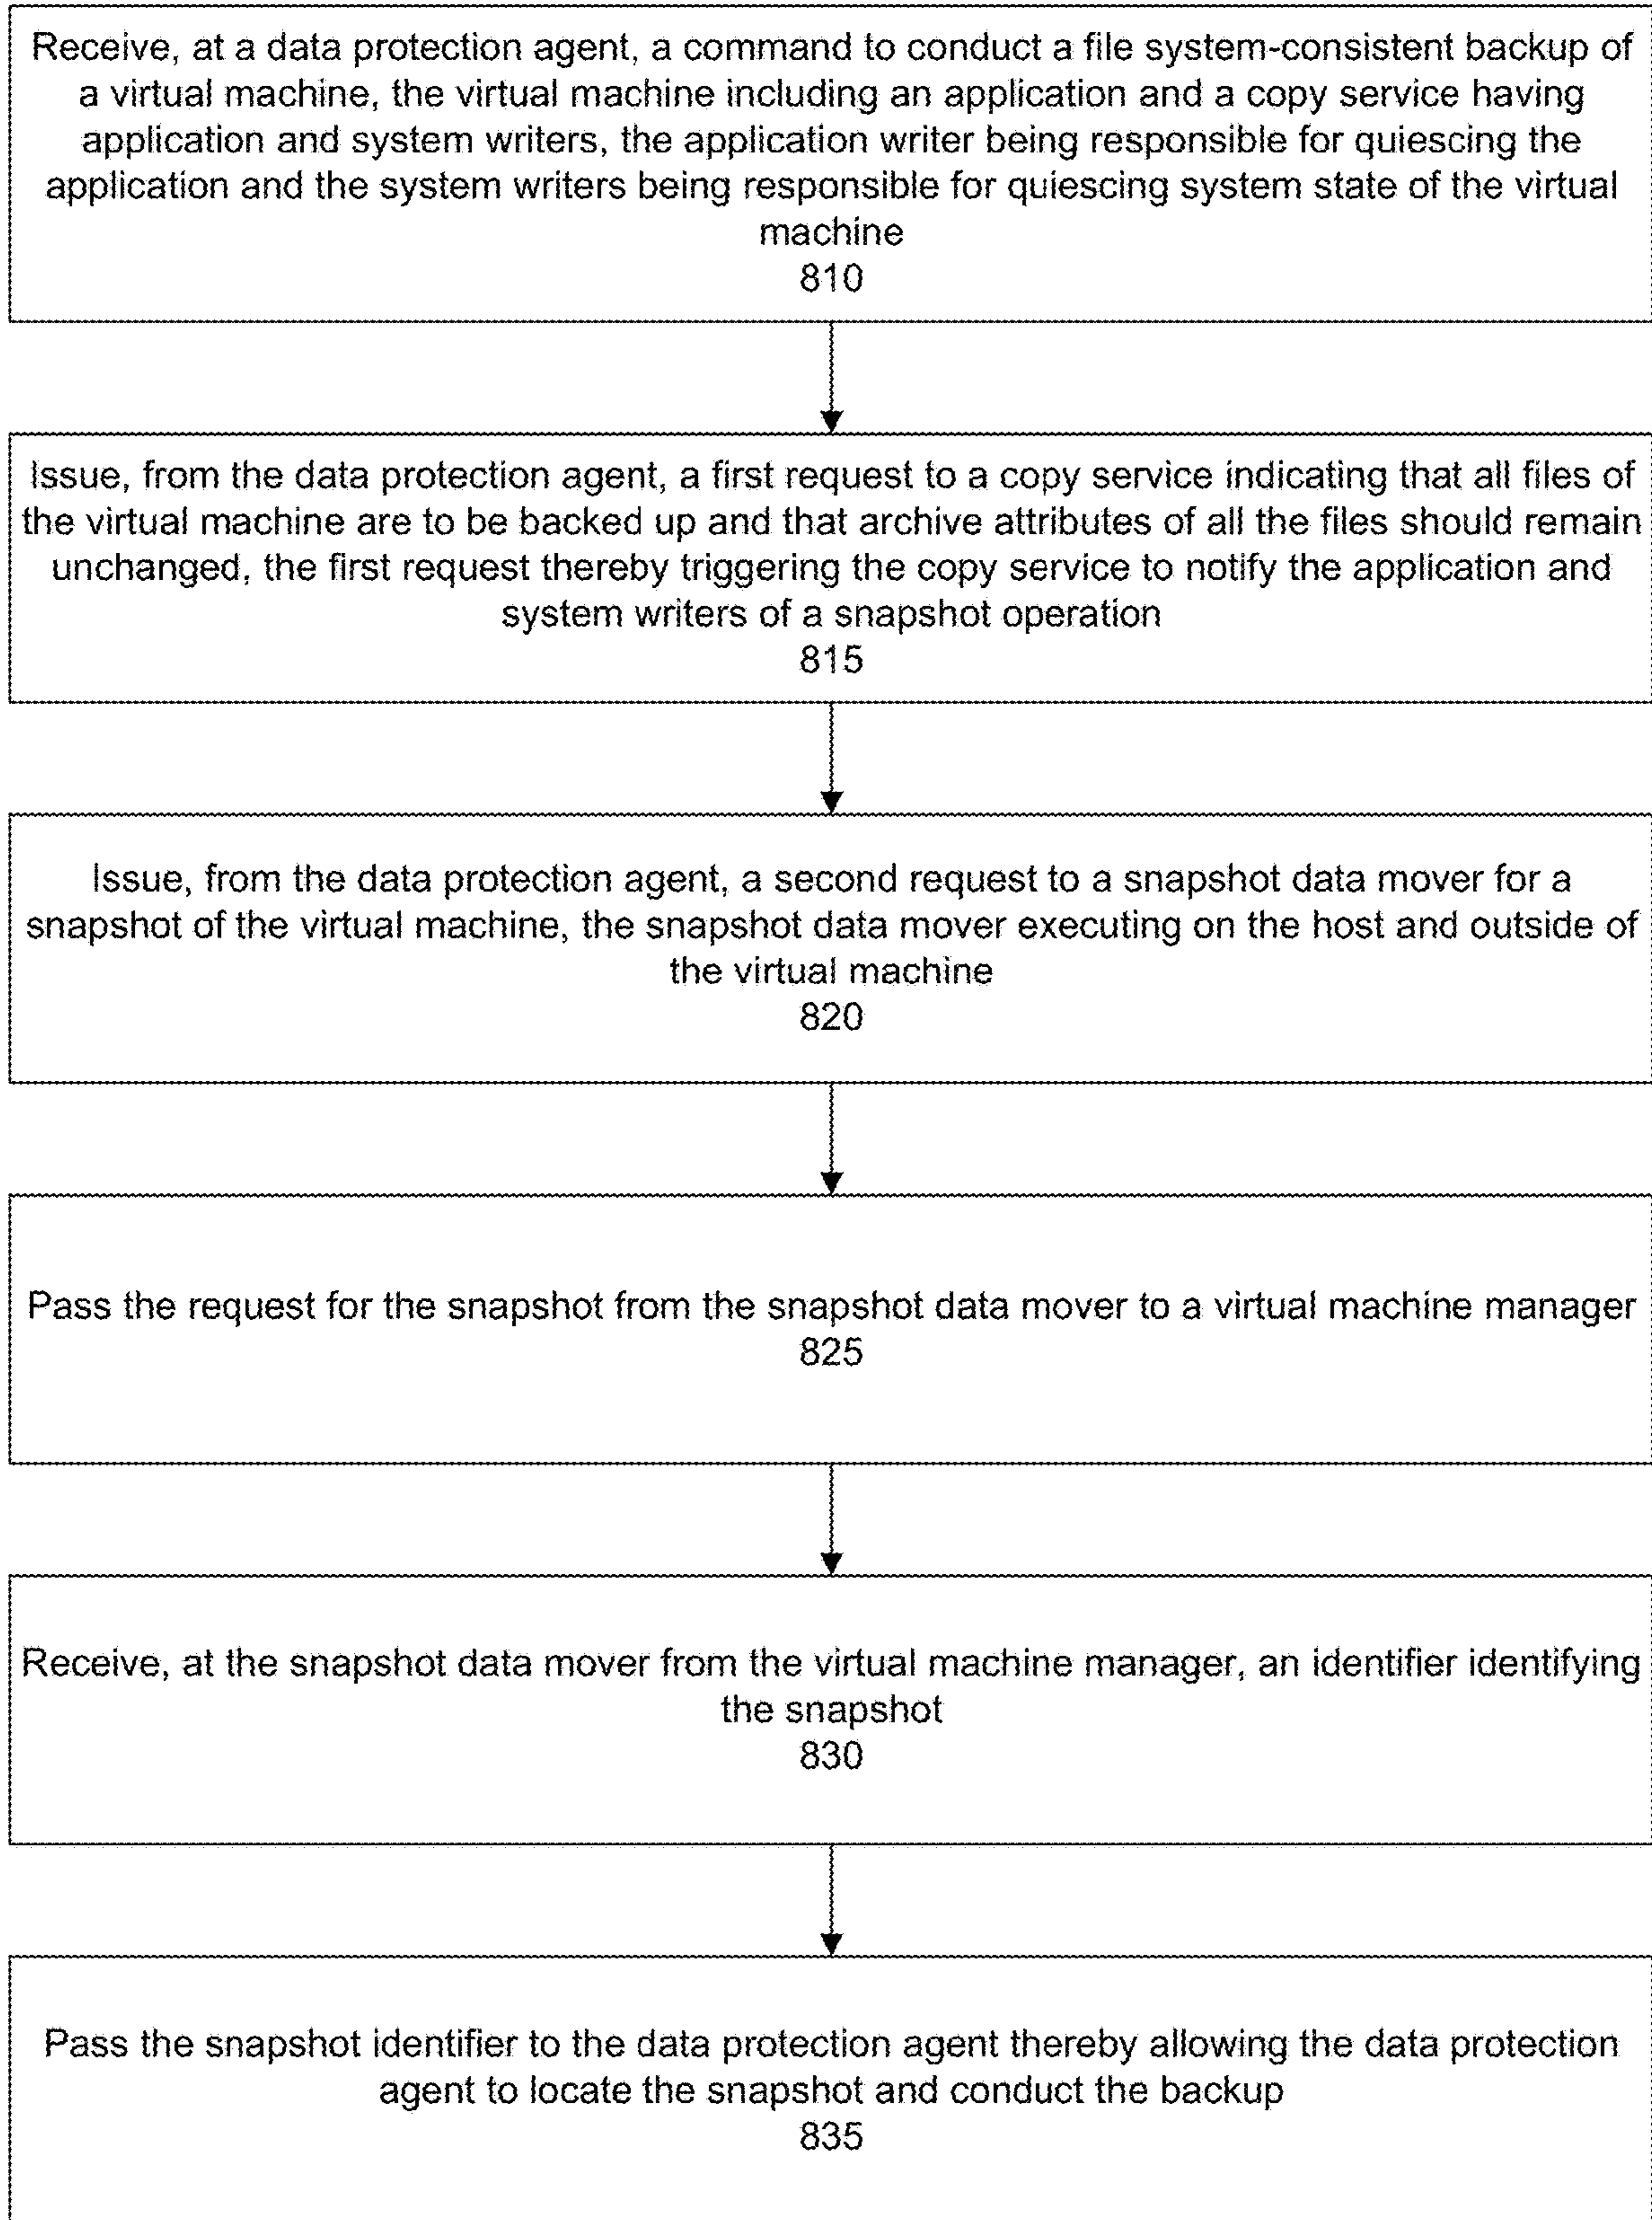 Receive, at a data protection agent, a command to conduct a file system-consistent backup of
a virtual machine, the virtual machine including an application and a copy service having
application and system writers, the application writer being responsible for quiescing the
application and the system writers being responsible for quiescing system state of the virtual
machine
810
Issue, from the data protection agent, a first request to a copy service indicating that all files of
the virtual machine are to be backed up and that archive attributes of all the files should remain
unchanged, the first request thereby triggering the copy service to notify the application and
system writers of a snapshot operation
815
Issue, from the data protection agent, a second request to a snapshot data mover for a
snapshot of the virtual machine, the snapshot data mover executing on the host and outside of
the virtual machine
820
Pass the request for the snapshot from the snapshot data mover to a virtual machine manager
825
Receive, at the snapshot data mover from the virtual machine manager, an identifier identifying
the snapshot
830
Pass the snapshot identifier to the data protection agent thereby allowing the data protection
agent to locate the snapshot and conduct the backup
835